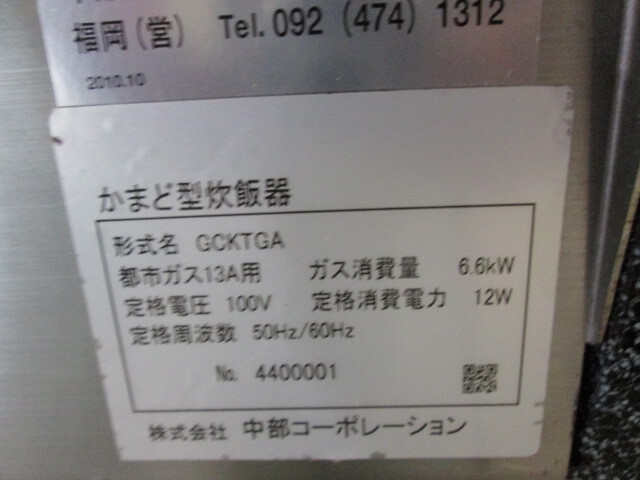 福岡(営) Tel.092 (474) 1312
2010.10
かまど型炊飯器
形式名 GCKTGA
都市ガス13A用 ガス消費量 6.6kW
定格電圧 100V 定格消費電力 12W
定格周波数 50Hz/60Hz
No. 4400001
株式会社 中部コーポレーション